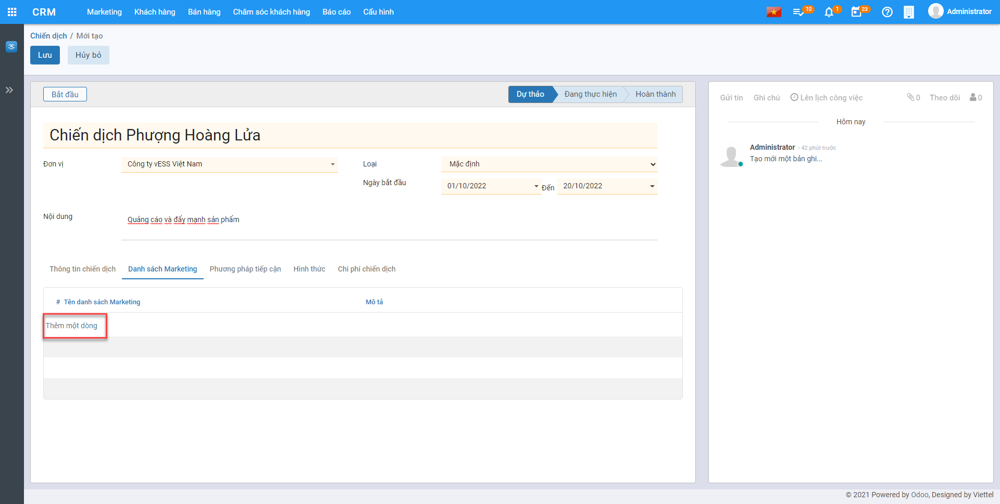 CRM Marketing Khách hàng Bán hàng Chăm sóc khách hàng Báo cáo Cấu hình 10 1 23 Administrator
Chiến dịch / Mới tạo
Lưu Hủy bỏ
Bắt đầu Dự thảo Đang thực hiện Hoàn thành
Gửi tin Ghi chú Lên lịch công việc 0 Theo dõi 0
Hôm nay
Chiến dịch Phượng Hoàng Lửa
Administrator - 42 phút trước
Tạo mới một bản ghi...
Đơn vị Công ty vESS Việt Nam Loại Mặc định
Ngày bắt đầu 01/10/2022 Đến 20/10/2022
Nội dung Quảng cáo và đẩy mạnh sản phẩm
Thông tin chiến dịch Danh sách Marketing Phương pháp tiếp cận Hình thức Chi phí chiến dịch
# Tên danh sách Marketing Mô tả
Thêm một dòng
© 2021 Powered by Odoo, Designed by Viettel